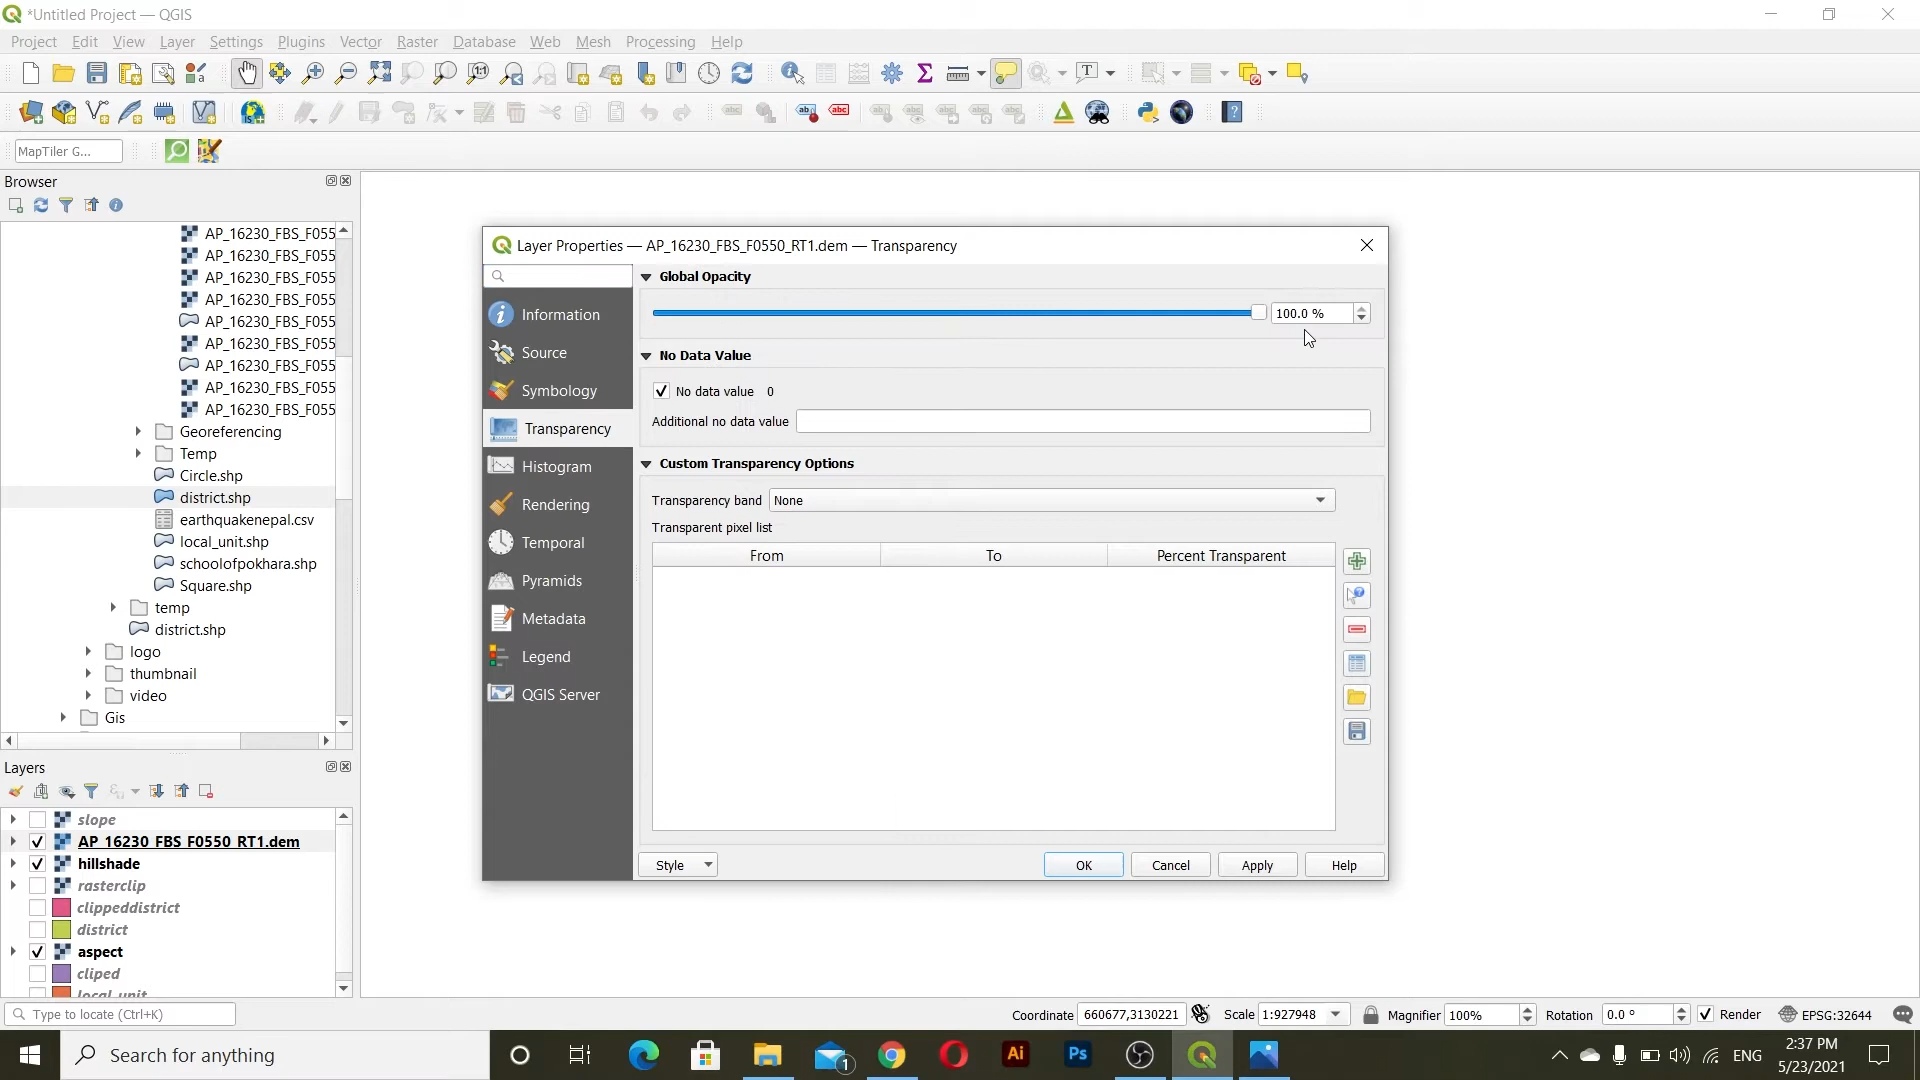 *Untitled Project — QGIS
Project Edit View Layer Settings Plugins Vector Raster Database Web Mesh Processing Help
MapTiler G...
Browser
AP_16230_FBS_F055
AP_16230_FBS_F055
AP_16230_FBS_F055
AP_16230_FBS_F055
AP_16230_FBS_F055
AP_16230_FBS_F055
AP_16230_FBS_F055
AP_16230_FBS_F055
AP_16230_FBS_F055
Georeferencing
Temp
Circle.shp
district.shp
earthquakenepal.csv
local_unit.shp
schoolofpokhara.shp
Square.shp
temp
district.shp
logo
thumbnail
video
Gis
Layers
slope
AP_16230_FBS_F0550_RT1.dem
hillshade
rasterclip
clippeddistrict
district
aspect
cliped
local_unit
Layer Properties — AP_16230_FBS_F0550_RT1.dem — Transparency
Information
Source
Symbology
Transparency
Histogram
Rendering
Temporal
Pyramids
Metadata
Legend
QGIS Server
Global Opacity
100.0 %
No Data Value
No data value 0
Additional no data value
Custom Transparency Options
Transparency band None
Transparent pixel list
From To Percent Transparent
Style OK Cancel Apply Help
Type to locate (Ctrl+K)
Coordinate 660677,3130221 Scale 1:927948 Magnifier 100% Rotation 0.0 ° Render EPSG:32644
Search for anything
1
Ai
Ps
ENG
2:37 PM
5/23/2021